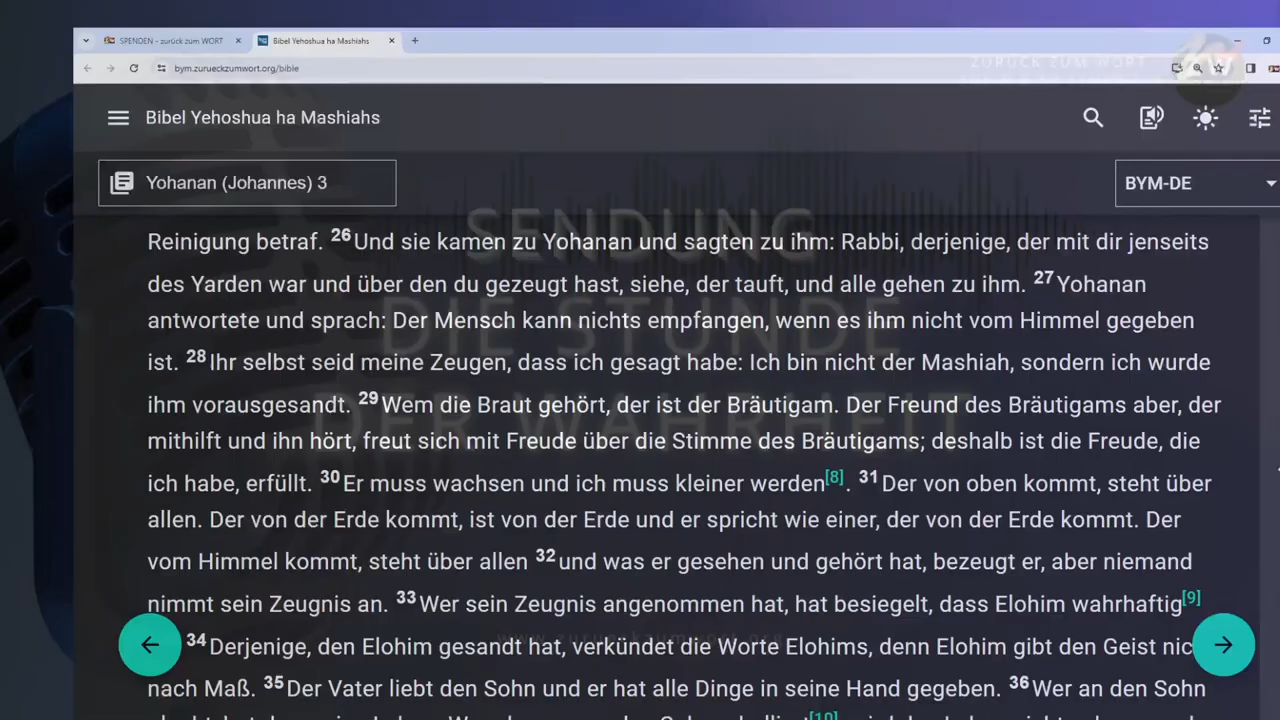 SPENDEN - zurück zum WORT
Bibel Yehoshua ha Mashiahs
bym.zurueckzumwort.org/bible
ZURÜCK ZUM WORT
Bibel Yehoshua ha Mashiahs
Yohanan (Johannes) 3
BYM-DE
SENDUNG
DIE STUNDE
DER WAHRHEIT
Reinigung betraf. 26 Und sie kamen zu Yohanan und sagten zu ihm: Rabbi, derjenige, der mit dir jenseits
des Yarden war und über den du gezeugt hast, siehe, der tauft, und alle gehen zu ihm. 27 Yohanan
antwortete und sprach: Der Mensch kann nichts empfangen, wenn es ihm nicht vom Himmel gegeben
ist. 28 Ihr selbst seid meine Zeugen, dass ich gesagt habe: Ich bin nicht der Mashiah, sondern ich wurde
ihm vorausgesandt. 29 Wem die Braut gehört, der ist der Bräutigam. Der Freund des Bräutigams aber, der
mithilft und ihn hört, freut sich mit Freude über die Stimme des Bräutigams; deshalb ist die Freude, die
ich habe, erfüllt. 30 Er muss wachsen und ich muss kleiner werden[8]. 31 Der von oben kommt, steht über
allen. Der von der Erde kommt, ist von der Erde und er spricht wie einer, der von der Erde kommt. Der
vom Himmel kommt, steht über allen 32 und was er gesehen und gehört hat, bezeugt er, aber niemand
nimmt sein Zeugnis an. 33 Wer sein Zeugnis angenommen hat, hat besiegelt, dass Elohim wahrhaftig[9]
www.zurueckzumwort.org
34 Derjenige, den Elohim gesandt hat, verkündet die Worte Elohims, denn Elohim gibt den Geist nic
nach Maß. 35 Der Vater liebt den Sohn und er hat alle Dinge in seine Hand gegeben. 36 Wer an den Sohn
[10]